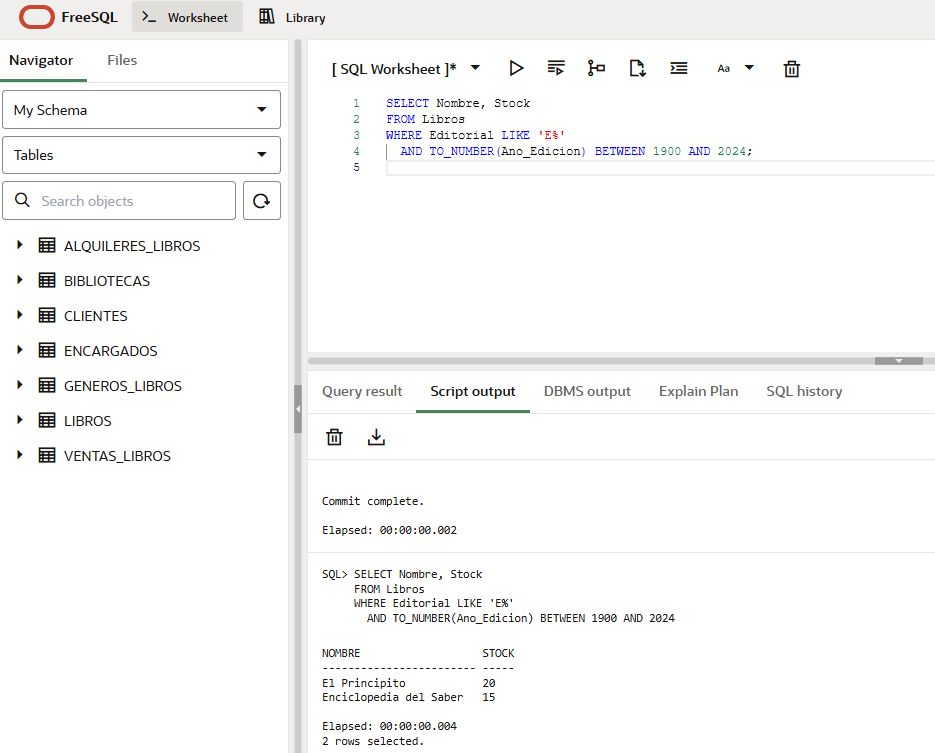 FreeSQL
Worksheet
Library
Navigator
Files
My Schema
Tables
Search objects
ALQUILERES_LIBROS
BIBLIOTECAS
CLIENTES
ENCARGADOS
GENEROS_LIBROS
LIBROS
VENTAS_LIBROS
[ SQL Worksheet ]*
Aa
1 SELECT Nombre, Stock
2 FROM Libros
3 WHERE Editorial LIKE 'E%'
4 AND TO_NUMBER(Ano_Edicion) BETWEEN 1900 AND 2024;
5
Query result Script output DBMS output Explain Plan SQL history
Commit complete.
Elapsed: 00:00:00.002
SQL> SELECT Nombre, Stock
FROM Libros
WHERE Editorial LIKE 'E%'
AND TO_NUMBER(Ano_Edicion) BETWEEN 1900 AND 2024
NOMBRE STOCK
------------------------ -----
El Principito 20
Enciclopedia del Saber 15
Elapsed: 00:00:00.004
2 rows selected.